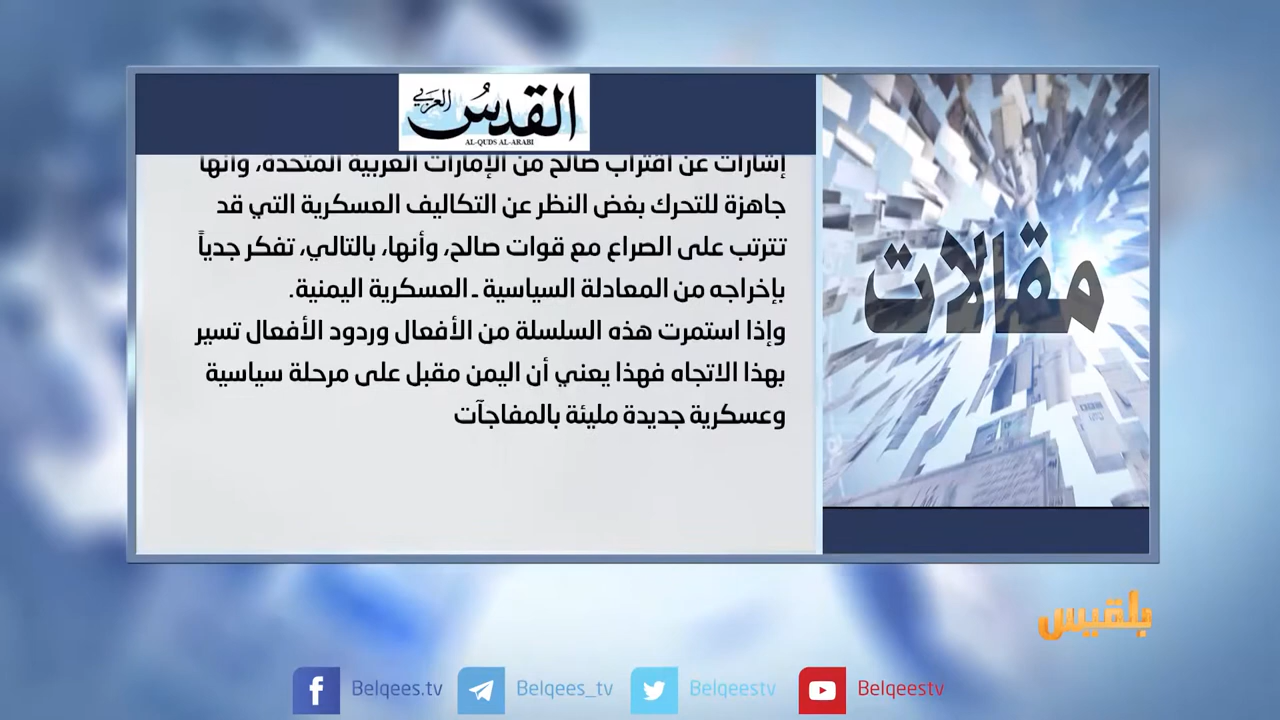 القدس العربي
AL-QUDS AL-ARABI
إشارات عن اقتراب صالح من الإمارات العربية المتحدة، وأنها
جاهزة للتحرك بغض النظر عن التكاليف العسكرية التي قد
تترتب على الصراع مع قوات صالح، وأنها، بالتالي، تفكر جدياً
بإخراجه من المعادلة السياسية ـ العسكرية اليمنية.
وإذا استمرت هذه السلسلة من الأفعال وردود الأفعال تسير
بهذا الاتجاه فهذا يعني أن اليمن مقبل على مرحلة سياسية
وعسكرية جديدة مليئة بالمفاجآت
مقالات
بلقيس
Belqees.tv
Belqees_tv
Belqeestv
Belqeestv